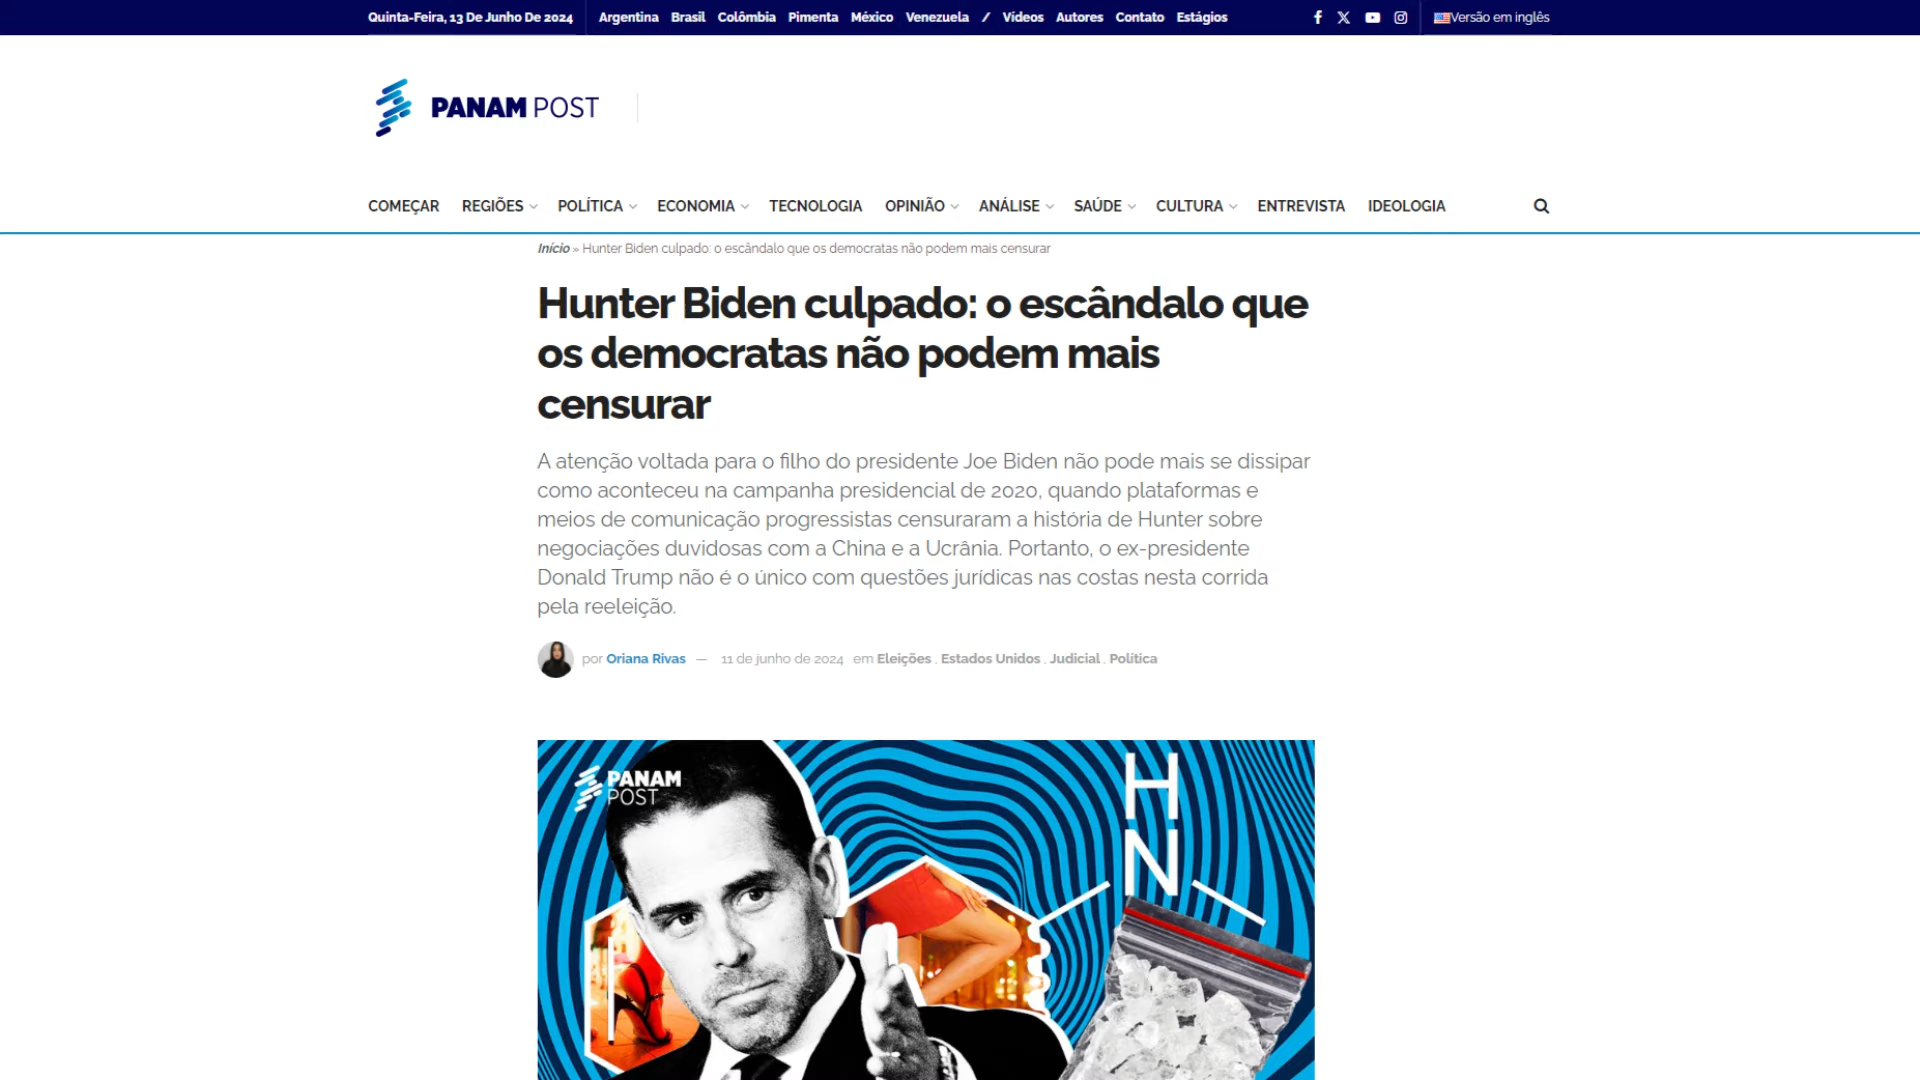 Quinta-Feira, 13 De Junho De 2024 Argentina Brasil Colômbia Pimenta México Venezuela / Vídeos Autores Contato Estágios Versão em inglês
PANAM POST
COMEÇAR REGIÕES POLÍTICA ECONOMIA TECNOLOGIA OPINIÃO ANÁLISE SAÚDE CULTURA ENTREVISTA IDEOLOGIA
Início » Hunter Biden culpado: o escândalo que os democratas não podem mais censurar
Hunter Biden culpado: o escândalo que
os democratas não podem mais
censurar
A atenção voltada para o filho do presidente Joe Biden não pode mais se dissipar
como aconteceu na campanha presidencial de 2020, quando plataformas e
meios de comunicação progressistas censuraram a história de Hunter sobre
negociações duvidosas com a China e a Ucrânia. Portanto, o ex-presidente
Donald Trump não é o único com questões jurídicas nas costas nesta corrida
pela reeleição.
por Oriana Rivas — 11 de junho de 2024 em Eleições , Estados Unidos , Judicial , Política
PANAM
POST
H
N